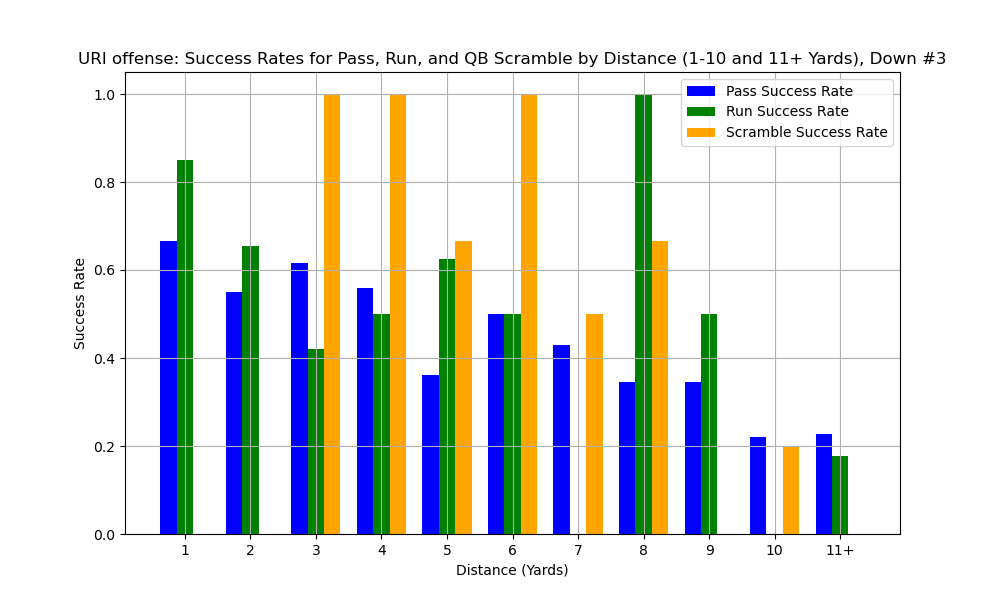 URI offense: Success Rates for Pass, Run, and QB Scramble by Distance (1-10 and 11+ Yards), Down #3
Pass Success Rate
Run Success Rate
Scramble Success Rate
1.0
0.8
0.6
0.4
0.2
0.0
Success Rate
1 2 3 4 5 6 7 8 9 10 11+
Distance (Yards)